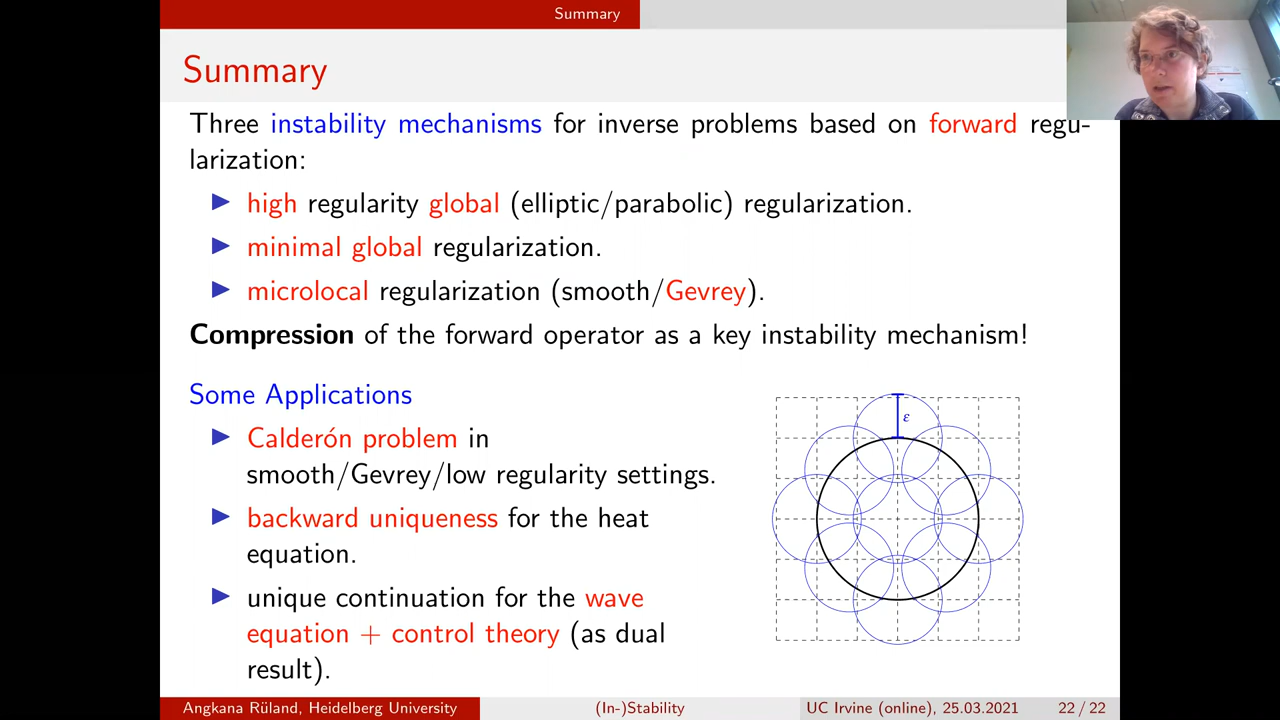 Summary
Summary
Three instability mechanisms for inverse problems based on forward regu-
larization:
▶ high regularity global (elliptic/parabolic) regularization.
▶ minimal global regularization.
▶ microlocal regularization (smooth/Gevrey).
Compression of the forward operator as a key instability mechanism!
Some Applications
▶ Calderón problem in
smooth/Gevrey/low regularity settings.
▶ backward uniqueness for the heat
equation.
▶ unique continuation for the wave
equation + control theory (as dual
result).
ε
Angkana Rüland, Heidelberg University (In-)Stability UC Irvine (online), 25.03.2021 22 / 22